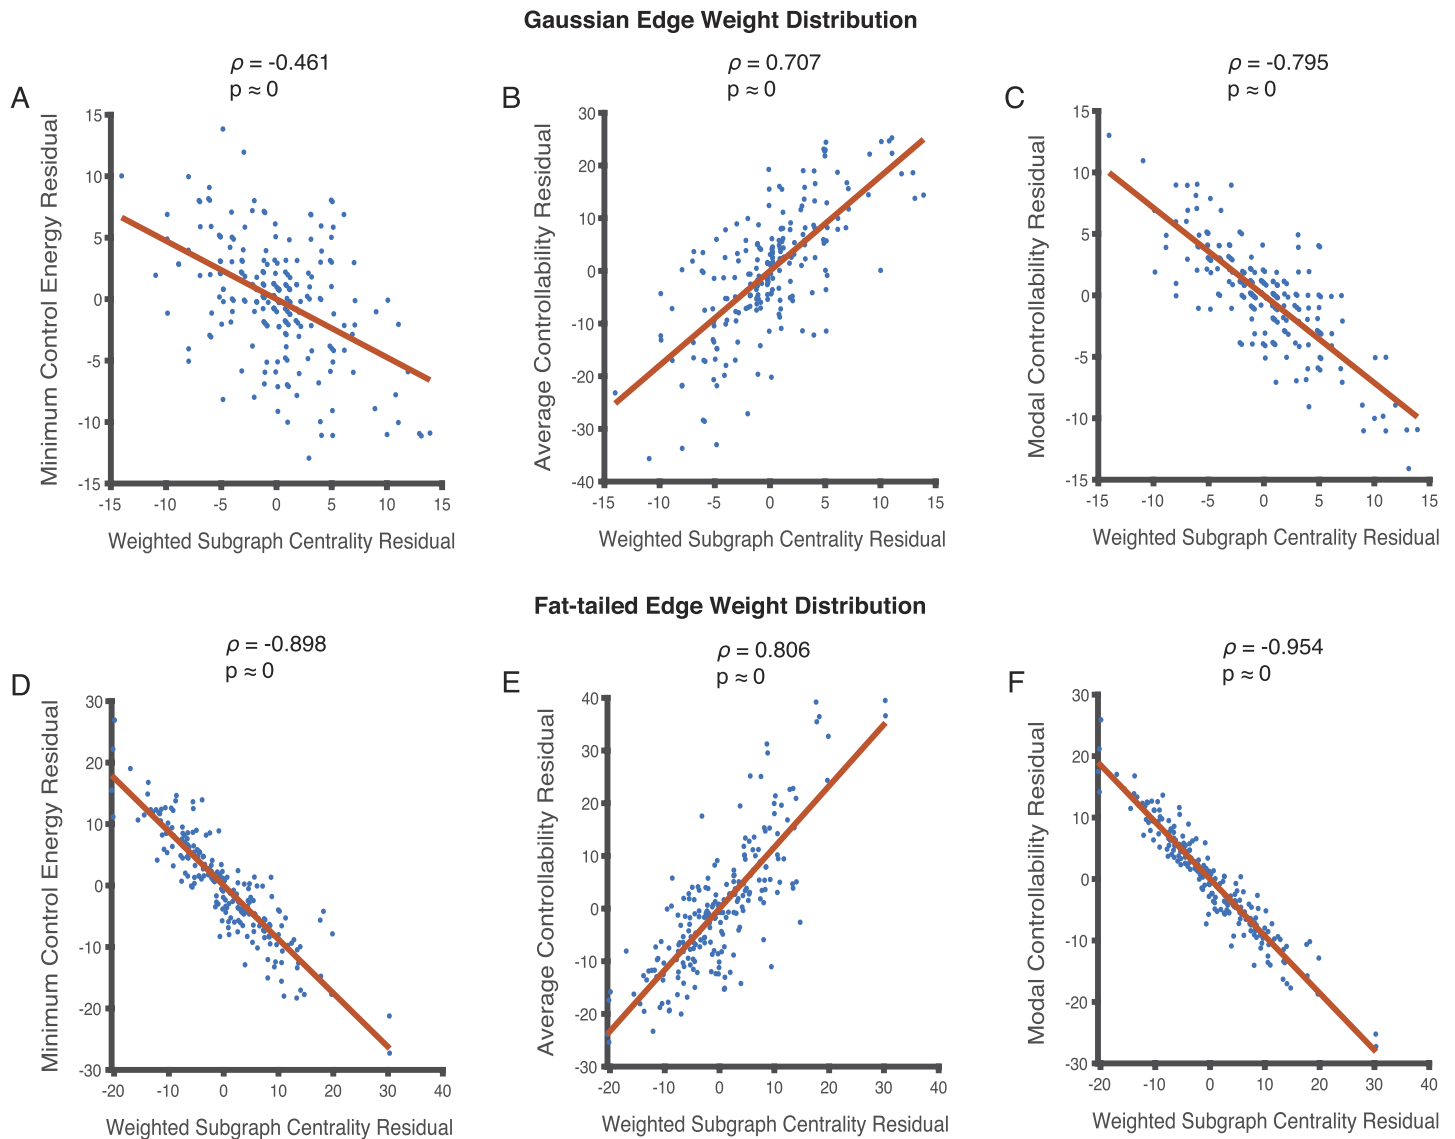 Gaussian Edge Weight Distribution
A
ρ = -0.461
p ≈ 0
Minimum Control Energy Residual
15
10
5
0
-5
-10
-15
-15 -10 -5 0 5 10 15
Weighted Subgraph Centrality Residual
B
ρ = 0.707
p ≈ 0
Average Controllability Residual
30
20
10
0
-10
-20
-30
-40
-15 -10 -5 0 5 10 15
Weighted Subgraph Centrality Residual
C
ρ = -0.795
p ≈ 0
Modal Controllability Residual
15
10
5
0
-5
-10
-15
-15 -10 -5 0 5 10 15
Weighted Subgraph Centrality Residual
Fat-tailed Edge Weight Distribution
D
ρ = -0.898
p ≈ 0
Minimum Control Energy Residual
30
20
10
0
-10
-20
-30
-20 -10 0 10 20 30 40
Weighted Subgraph Centrality Residual
E
ρ = 0.806
p ≈ 0
Average Controllability Residual
40
30
20
10
0
-10
-20
-30
-20 -10 0 10 20 30 40
Weighted Subgraph Centrality Residual
F
ρ = -0.954
p ≈ 0
Modal Controllability Residual
30
20
10
0
-10
-20
-30
-20 -10 0 10 20 30 40
Weighted Subgraph Centrality Residual